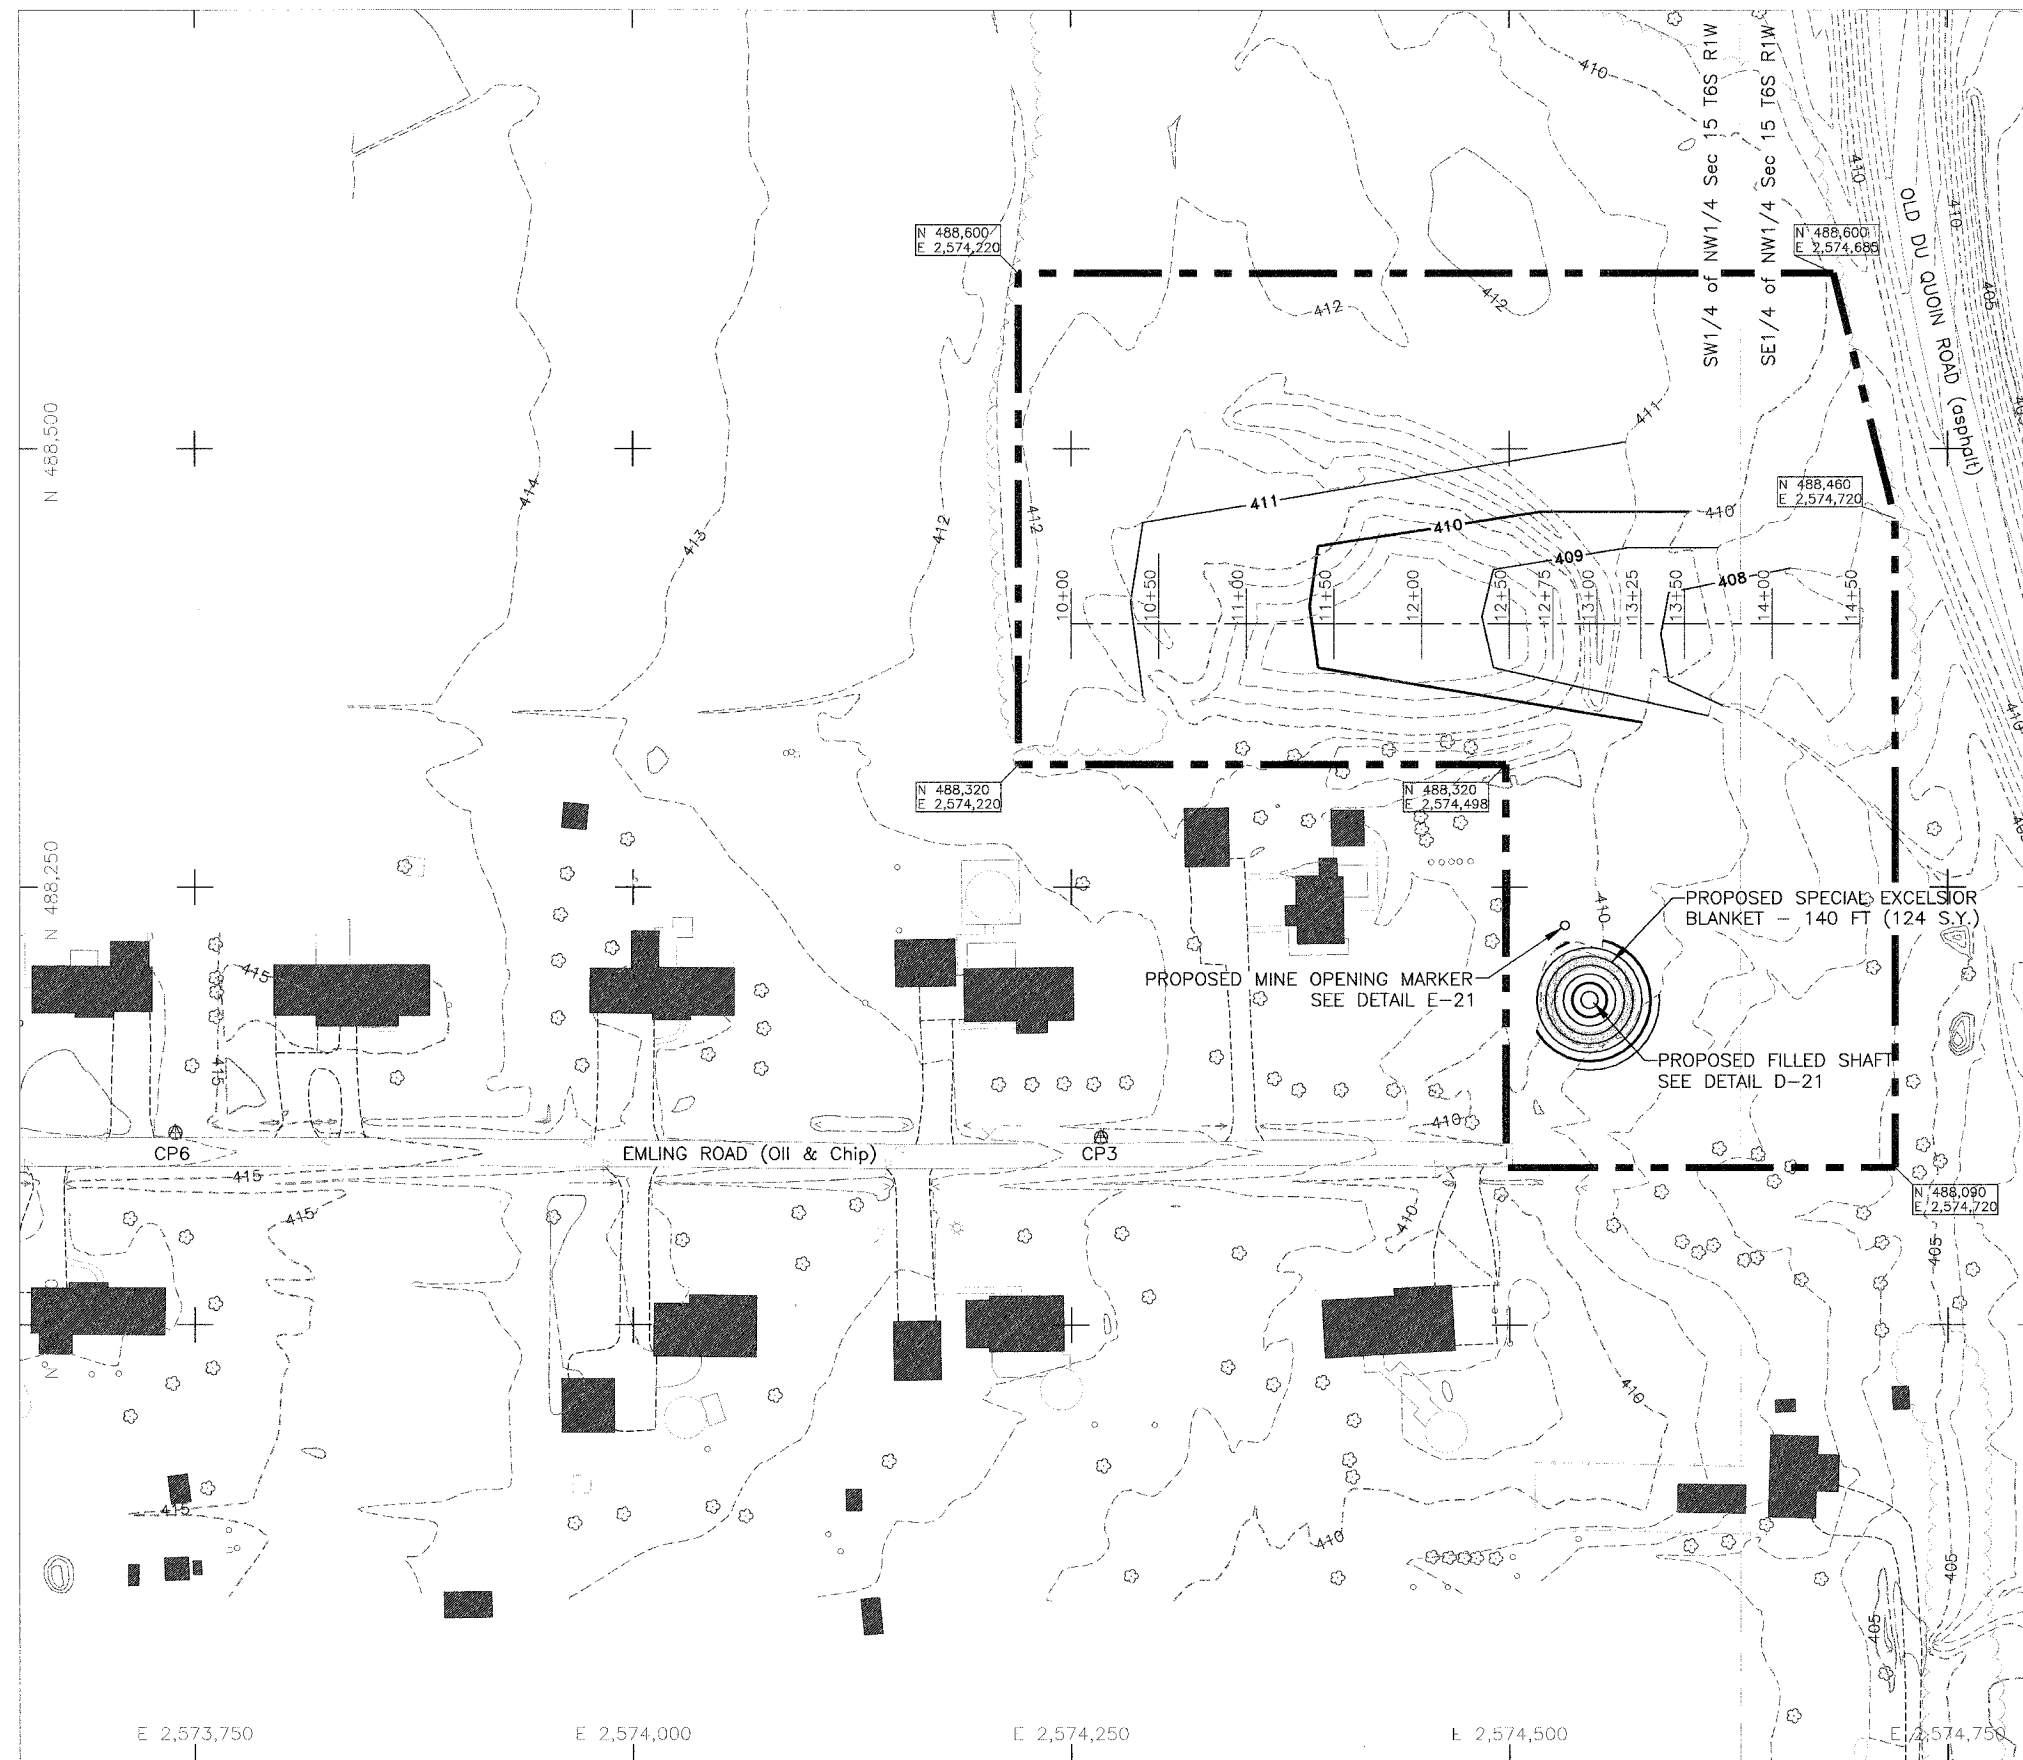 410
SW1/4 of NW1/4 Sec 15 T6S R1W
SE1/4 of NW1/4 Sec 15 T6S R1W
410
410
OLD DU QUOIN ROAD (asphalt)
405
N 488,600
E 2,574,220
N 488,600
E 2,574,685
412
412
N 488,500
411
414
413
412
412
411
410
410
N 488,460
E 2,574,720
409
408
10+00
10+50
11+00
11+50
12+00
12+50
12+75
13+00
13+25
13+50
14+00
14+50
410
N 488,320
E 2,574,220
N 488,320
E 2,574,498
N 488,250
410
PROPOSED SPECIAL EXCELSIOR
BLANKET - 140 FT (124 S.Y.)
415
PROPOSED MINE OPENING MARKER
SEE DETAIL E-21
415
PROPOSED FILLED SHAFT
SEE DETAIL D-21
410
CP6
EMLING ROAD (Oll & Chip)
CP3
415
415
410
N 488,090
E 2,574,720
405
410
415
410
405
405
E 2,573,750
E 2,574,000
E 2,574,250
E 2,574,500
E 2,574,750